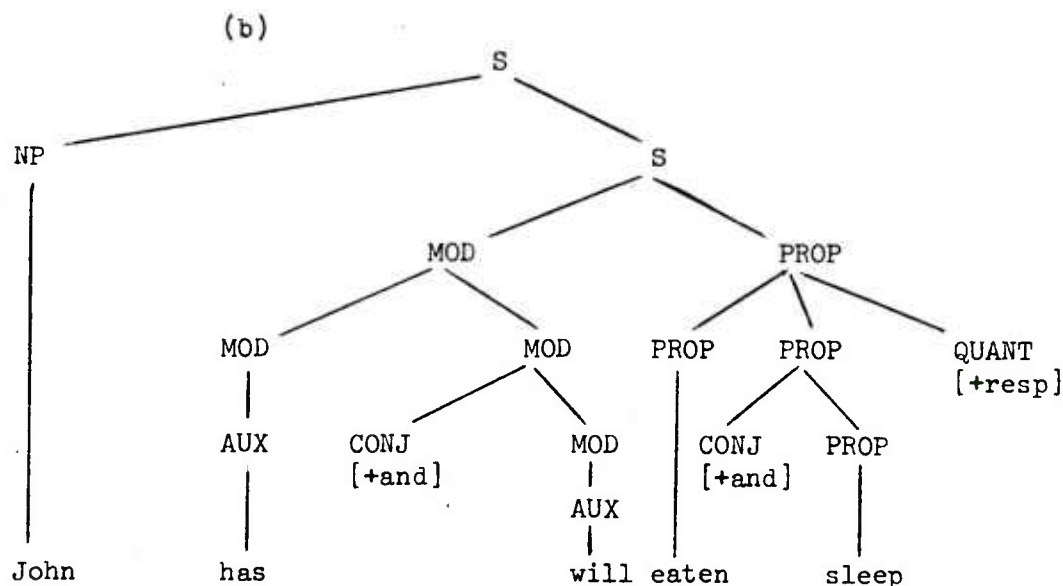 (b)
S
NP S
MOD PROP
MOD MOD PROP PROP QUANT
[+resp]
AUX CONJ MOD CONJ PROP
[+and] [+and]
AUX
John has will eaten sleep